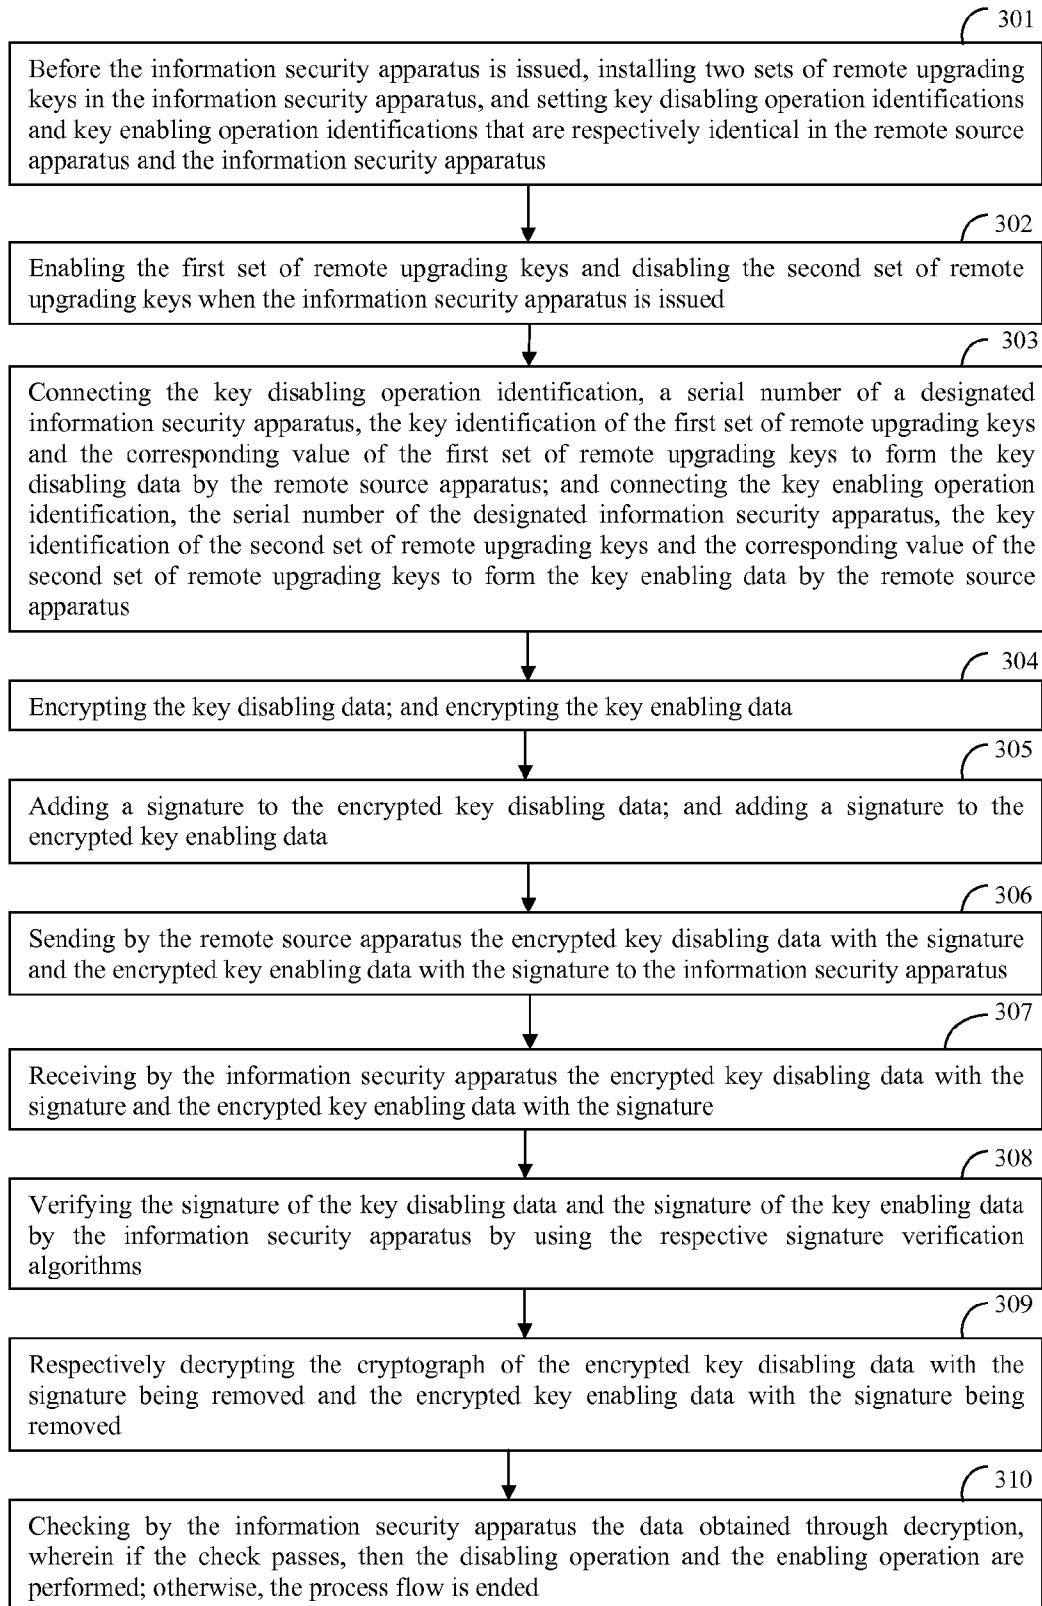 301
Before the information security apparatus is issued, installing two sets of remote upgrading
keys in the information security apparatus, and setting key disabling operation identifications
and key enabling operation identifications that are respectively identical in the remote source
apparatus and the information security apparatus
302
Enabling the first set of remote upgrading keys and disabling the second set of remote
upgrading keys when the information security apparatus is issued
303
Connecting the key disabling operation identification, a serial number of a designated
information security apparatus, the key identification of the first set of remote upgrading keys
and the corresponding value of the first set of remote upgrading keys to form the key
disabling data by the remote source apparatus; and connecting the key enabling operation
identification, the serial number of the designated information security apparatus, the key
identification of the second set of remote upgrading keys and the corresponding value of the
second set of remote upgrading keys to form the key enabling data by the remote source
apparatus
304
Encrypting the key disabling data; and encrypting the key enabling data
305
Adding a signature to the encrypted key disabling data; and adding a signature to the
encrypted key enabling data
306
Sending by the remote source apparatus the encrypted key disabling data with the signature
and the encrypted key enabling data with the signature to the information security apparatus
307
Receiving by the information security apparatus the encrypted key disabling data with the
signature and the encrypted key enabling data with the signature
308
Verifying the signature of the key disabling data and the signature of the key enabling data
by the information security apparatus by using the respective signature verification
algorithms
309
Respectively decrypting the cryptograph of the encrypted key disabling data with the
signature being removed and the encrypted key enabling data with the signature being
removed
310
Checking by the information security apparatus the data obtained through decryption,
wherein if the check passes, then the disabling operation and the enabling operation are
performed; otherwise, the process flow is ended